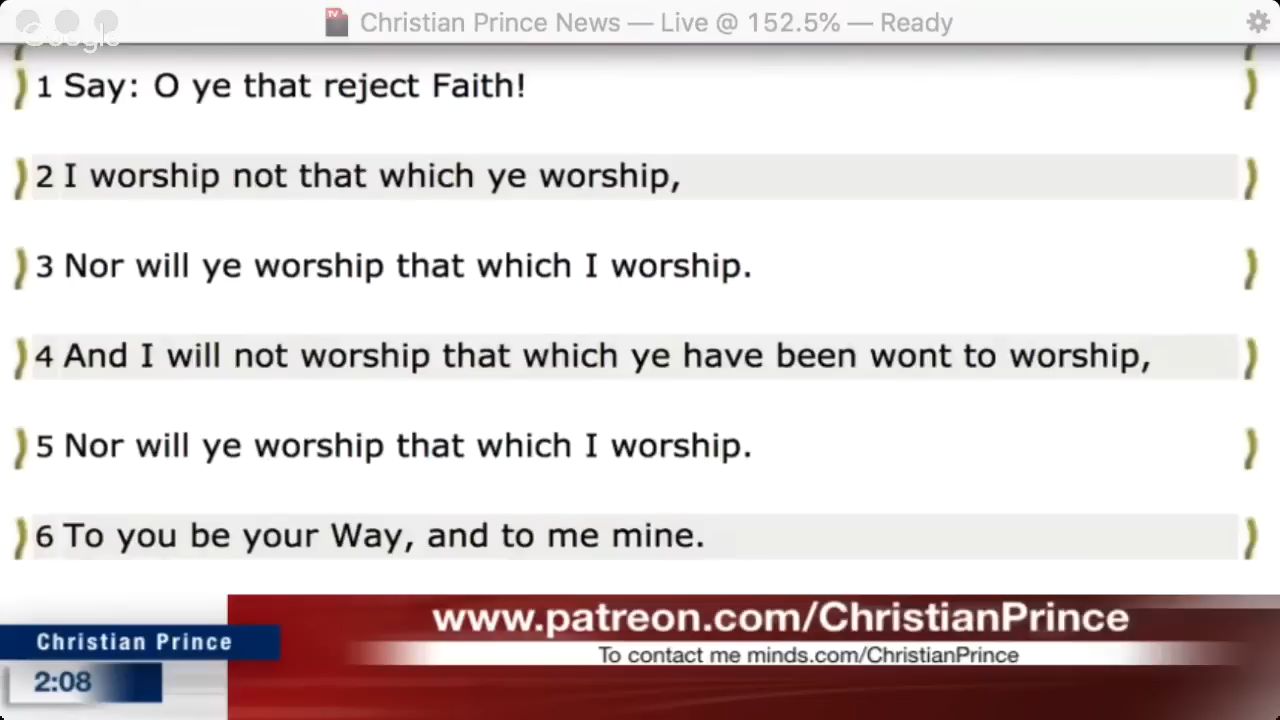 Christian Prince News — Live @ 152.5% — Ready
Google
1 Say: O ye that reject Faith!
2 I worship not that which ye worship,
3 Nor will ye worship that which I worship.
4 And I will not worship that which ye have been wont to worship,
5 Nor will ye worship that which I worship.
6 To you be your Way, and to me mine.
www.patreon.com/ChristianPrince
Christian Prince
To contact me minds.com/ChristianPrince
2:08